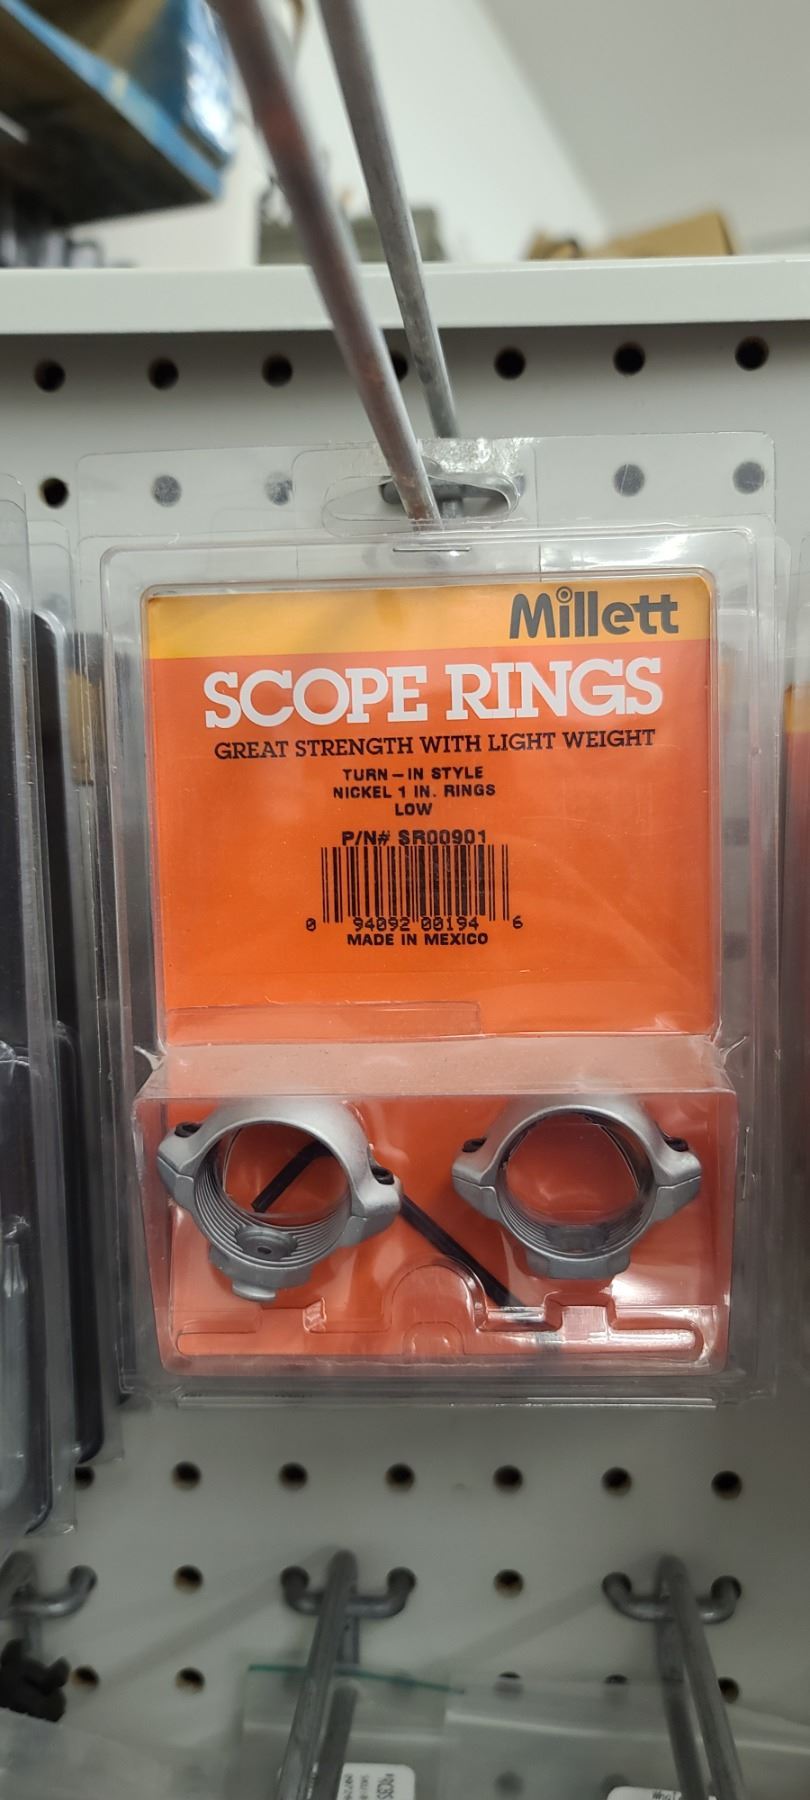 Millett
SCOPE RINGS
GREAT STRENGTH WITH LIGHT WEIGHT
TURN-IN STYLE
NICKEL 1 IN. RINGS
LOW
P/N# SR00901
0 94092 00194 6
MADE IN MEXICO